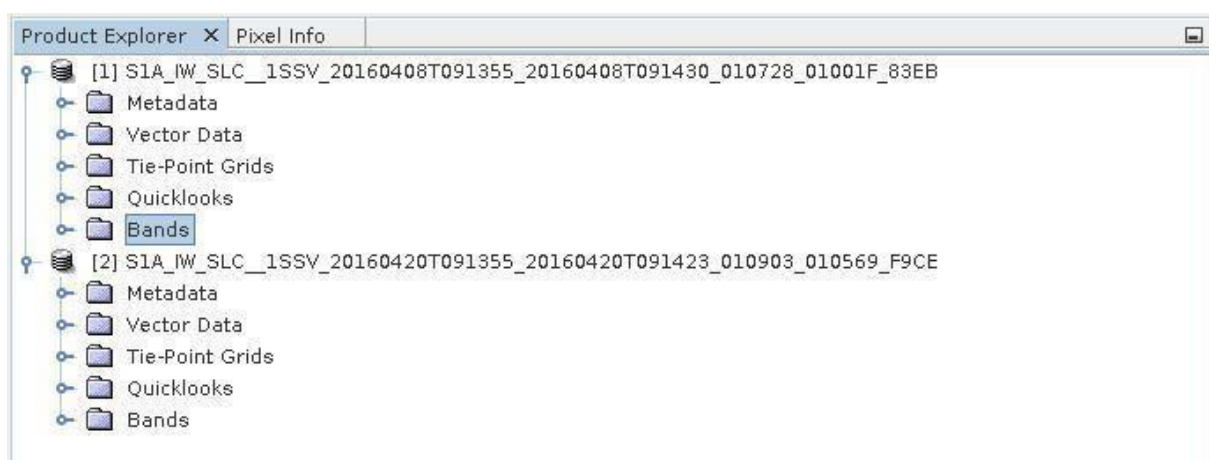 Product Explorer X Pixel Info
[1] S1A_IW_SLC__1SSV_20160408T091355_20160408T091430_010728_01001F_83EB
Metadata
Vector Data
Tie-Point Grids
Quicklooks
Bands
[2] S1A_IW_SLC__1SSV_20160420T091355_20160420T091423_010903_010569_F9CE
Metadata
Vector Data
Tie-Point Grids
Quicklooks
Bands